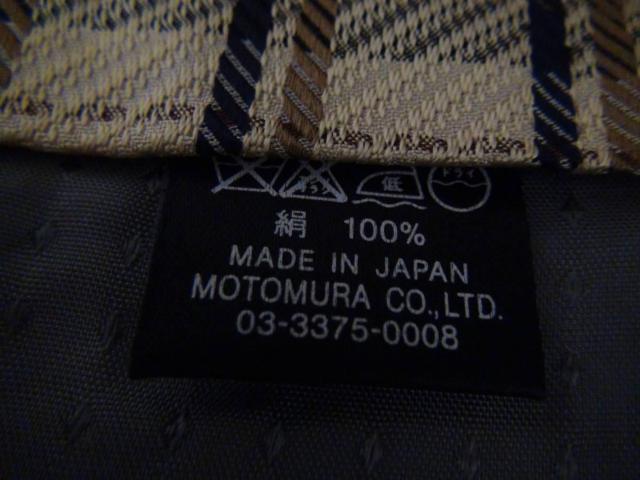 低 ドライ
絹 100%
MADE IN JAPAN
MOTOMURA CO.,LTD.
03-3375-0008